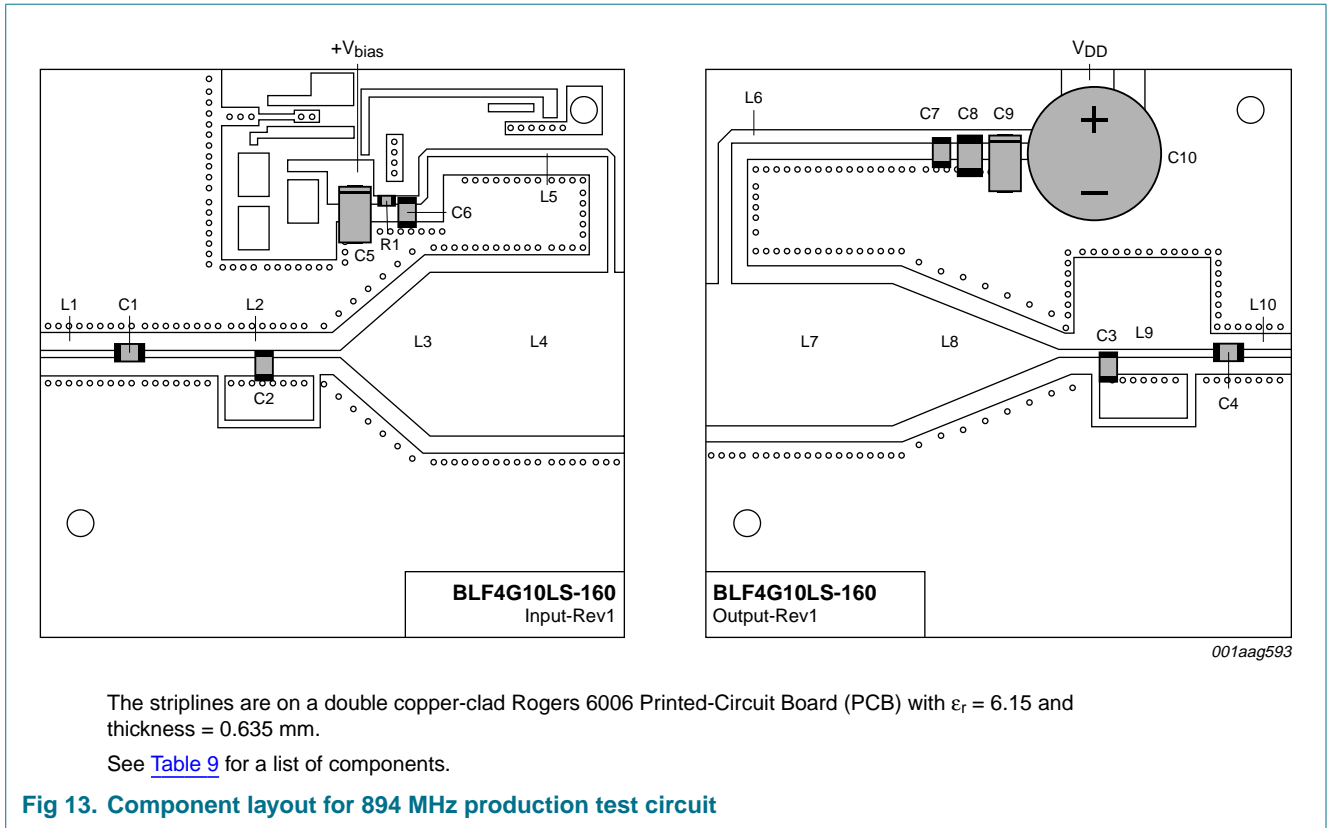 +Vbias
VDD
L6
C7
C8
C9
C10
L5
C6
R1
C5
L1
C1
L2
L3
L4
C2
L7
L8
C3
L9
L10
C4
BLF4G10LS-160
Input-Rev1
BLF4G10LS-160
Output-Rev1
001aag593
The striplines are on a double copper-clad Rogers 6006 Printed-Circuit Board (PCB) with εr = 6.15 and
thickness = 0.635 mm.
See Table 9 for a list of components.
Fig 13. Component layout for 894 MHz production test circuit